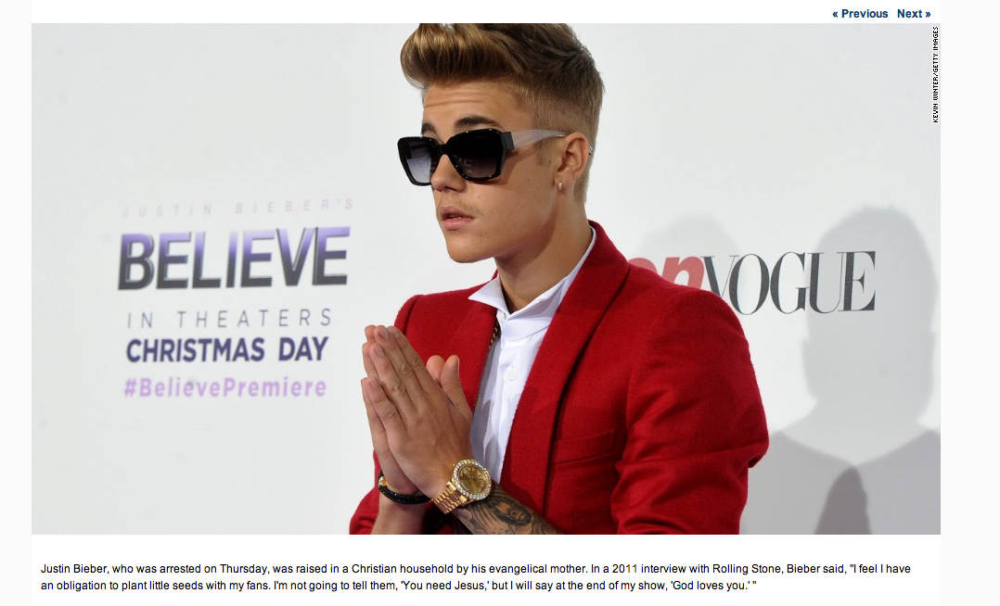 « Previous Next »
KEVIN WINTER/GETTY IMAGES
JUSTIN BIEBER'S
BELIEVE
IN THEATERS
CHRISTMAS DAY
#BelievePremiere
VOGUE
Justin Bieber, who was arrested on Thursday, was raised in a Christian household by his evangelical mother. In a 2011 interview with Rolling Stone, Bieber said, "I feel I have
an obligation to plant little seeds with my fans. I'm not going to tell them, 'You need Jesus,' but I will say at the end of my show, 'God loves you.' "